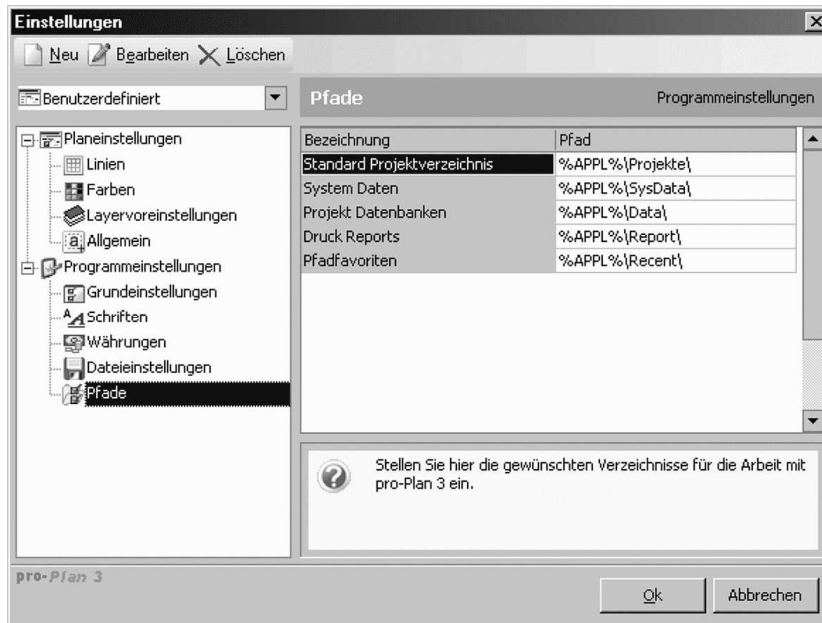 Einstellungen
Neu Bearbeiten Löschen
Benutzerdefiniert
Pfade Programmeinstellungen
Planeinstellungen
Linien
Farben
Layervoreinstellungen
Allgemein
Programmeinstellungen
Grundeinstellungen
Schriften
Währungen
Dateieinstellungen
Pfade
Bezeichnung Pfad
Standard Projektverzeichnis %APPL%\Projekte\
System Daten %APPL%\SysData\
Projekt Datenbanken %APPL%\Data\
Druck Reports %APPL%\Report\
Pfadfavoriten %APPL%\Recent\
Stellen Sie hier die gewünschten Verzeichnisse für die Arbeit mit
pro-Plan 3 ein.
pro-Plan 3
Ok Abbrechen